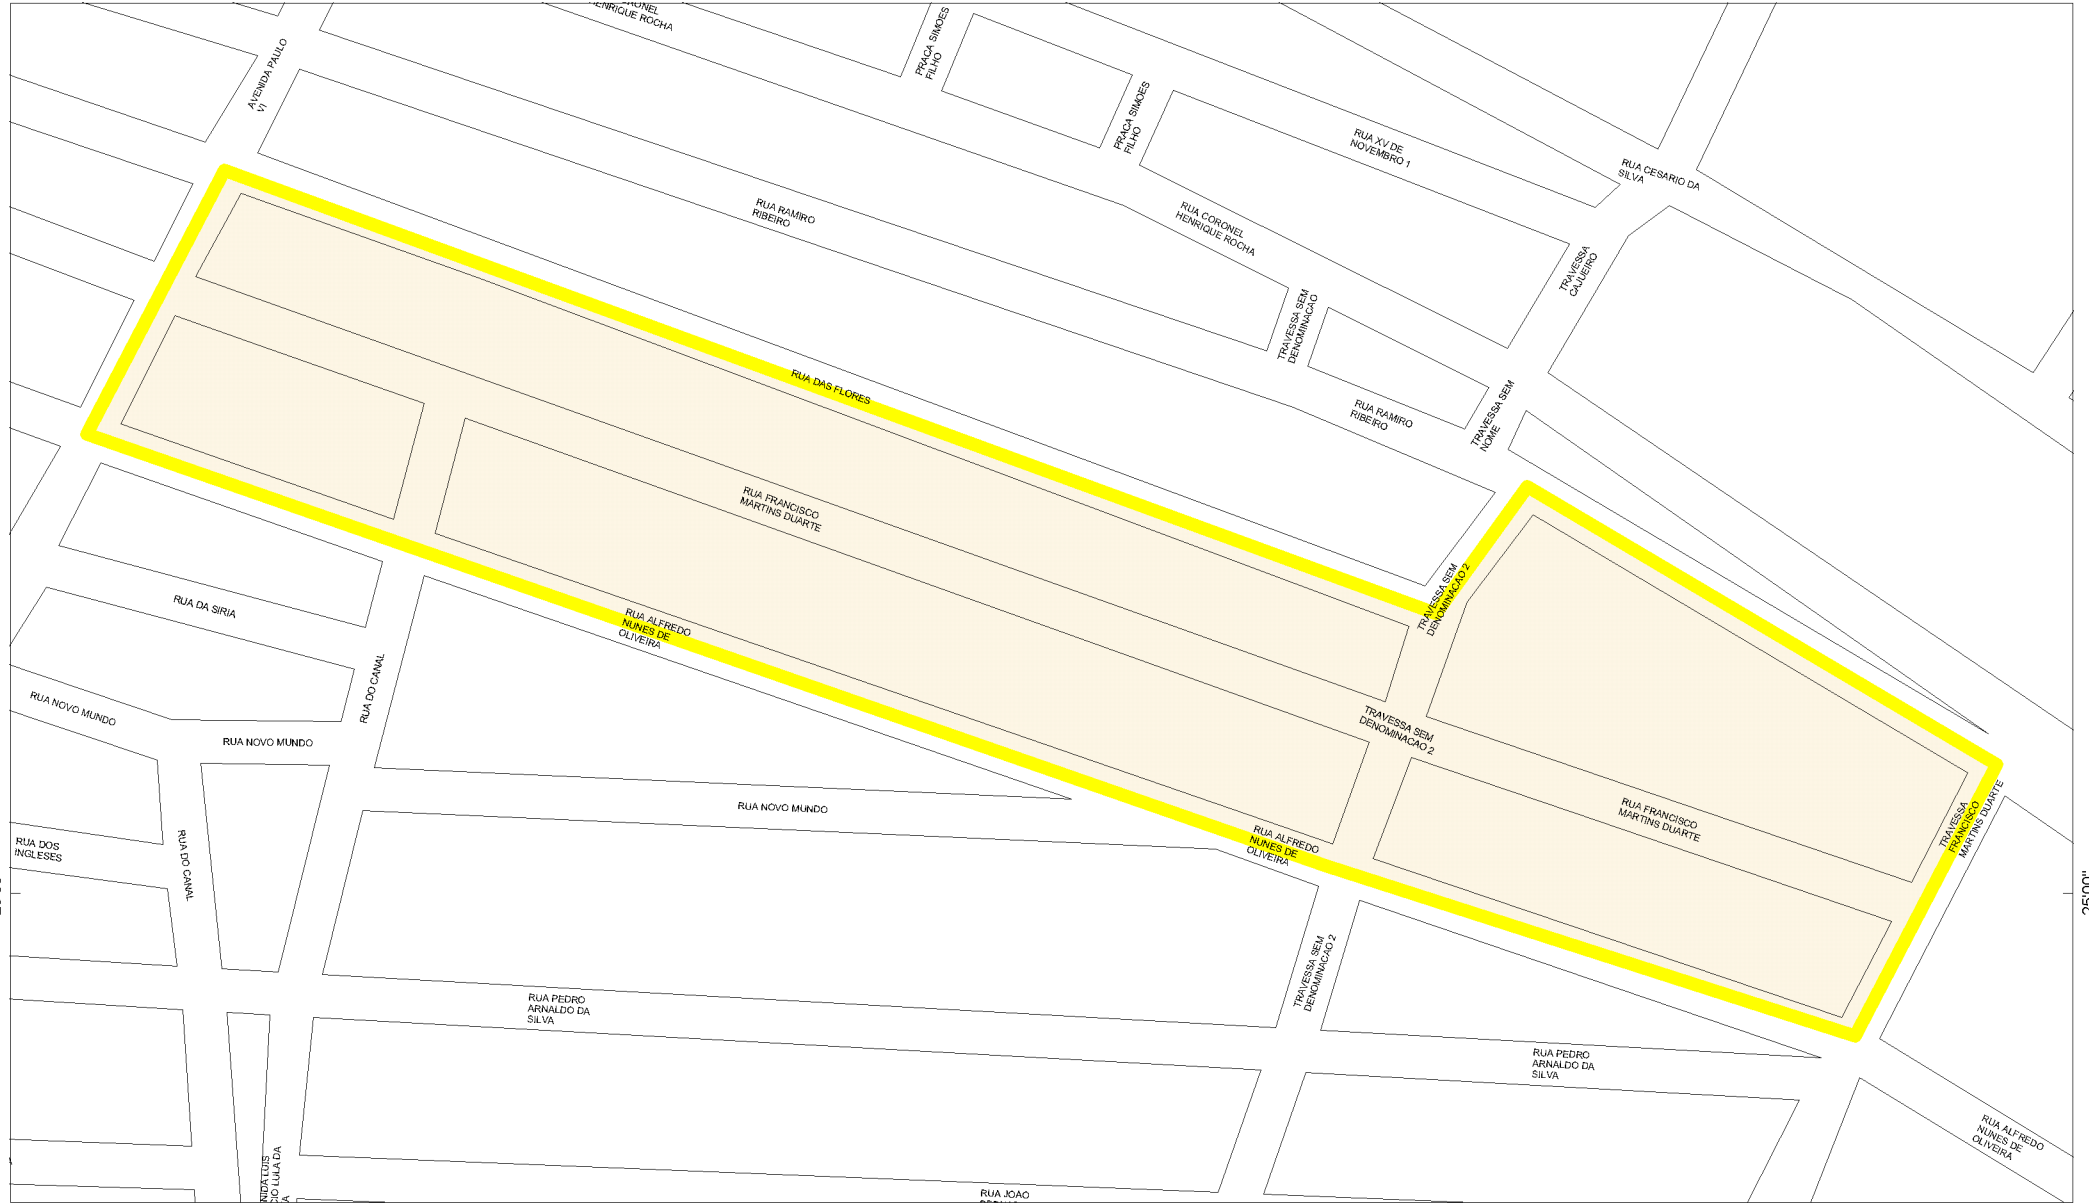 HENRIQUE ROCHA
PRACA SIMOES
FILHO
AVENIDA PAULO
VI
PRACA SIMOES
FILHO
RUA XV DE
NOVEMBRO 1
RUA CESARIO DA
SILVA
RUA RAMIRO
RIBEIRO
RUA CORONEL
HENRIQUE ROCHA
TRAVESSA
CAJUEIRO
TRAVESSA SEM
DENOMINACAO
RUA DAS FLORES
RUA RAMIRO
RIBEIRO
TRAVESSA SEM
NOME
RUA FRANCISCO
MARTINS DUARTE
TRAVESSA SEM
DENOMINACAO 2
RUA DA SIRIA
RUA ALFREDO
NUNES DE
OLIVEIRA
RUA DO CANAL
RUA NOVO MUNDO
RUA NOVO MUNDO
TRAVESSA SEM
DENOMINACAO 2
RUA NOVO MUNDO
RUA FRANCISCO
MARTINS DUARTE
TRAVESSA
FRANCISCO
MARTINS DUARTE
RUA DOS
INGLESES
RUA DO CANAL
RUA ALFREDO
NUNES DE
OLIVEIRA
25'00"
TRAVESSA SEM
DENOMINACAO 2
RUA PEDRO
ARNALDO DA
SILVA
RUA PEDRO
ARNALDO DA
SILVA
RUA ALFREDO
NUNES DE
OLIVEIRA
RUA JOAO